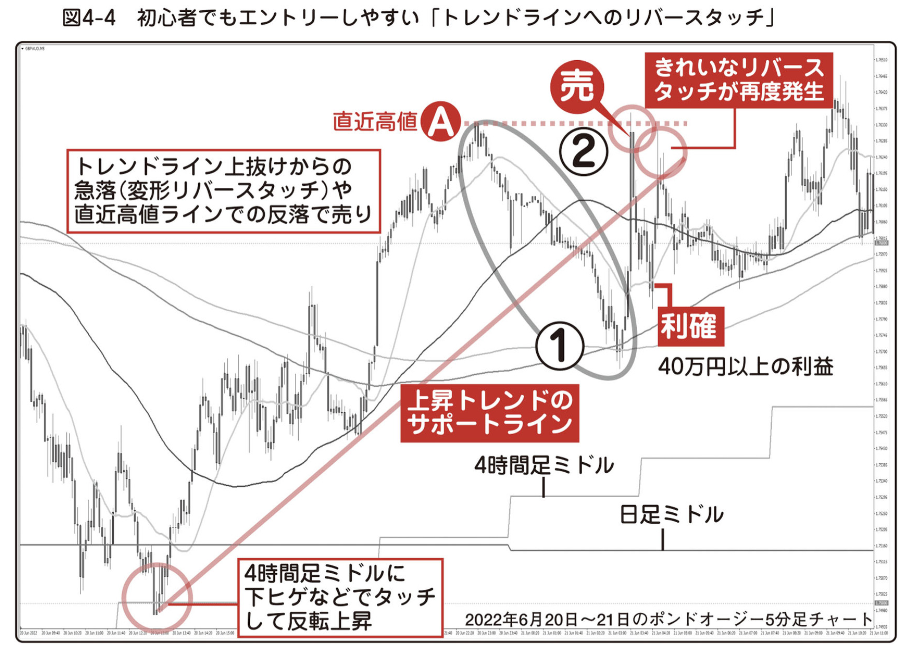 図4-4 初心者でもエントリーしやすい「トレンドラインへのリバースタッチ」
きれいなリバース
タッチが再度発生
売
直近高値
A
②
トレンドライン上抜けからの
急落(変形リバースタッチ)や
直近高値ラインでの反落で売り
利確
①
40万円以上の利益
上昇トレンドの
サポートライン
4時間足ミドル
日足ミドル
4時間足ミドルに
下ヒゲなどでタッチ
して反転上昇
2022年6月20日〜21日のポンドオージー5分足チャート